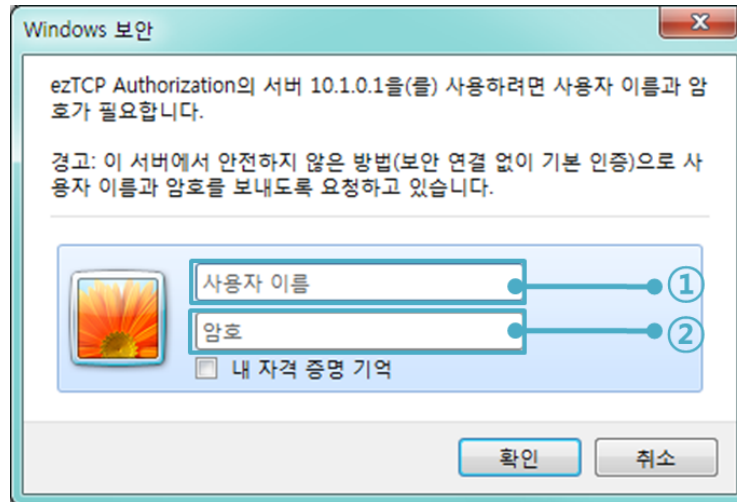 Windows 보안
ezTCP Authorization의 서버 10.1.0.1을(를) 사용하려면 사용자 이름과 암
호가 필요합니다.
경고: 이 서버에서 안전하지 않은 방법(보안 연결 없이 기본 인증)으로 사
용자 이름과 암호를 보내도록 요청하고 있습니다.
사용자 이름 ①
암호 ②
내 자격 증명 기억
확인 취소